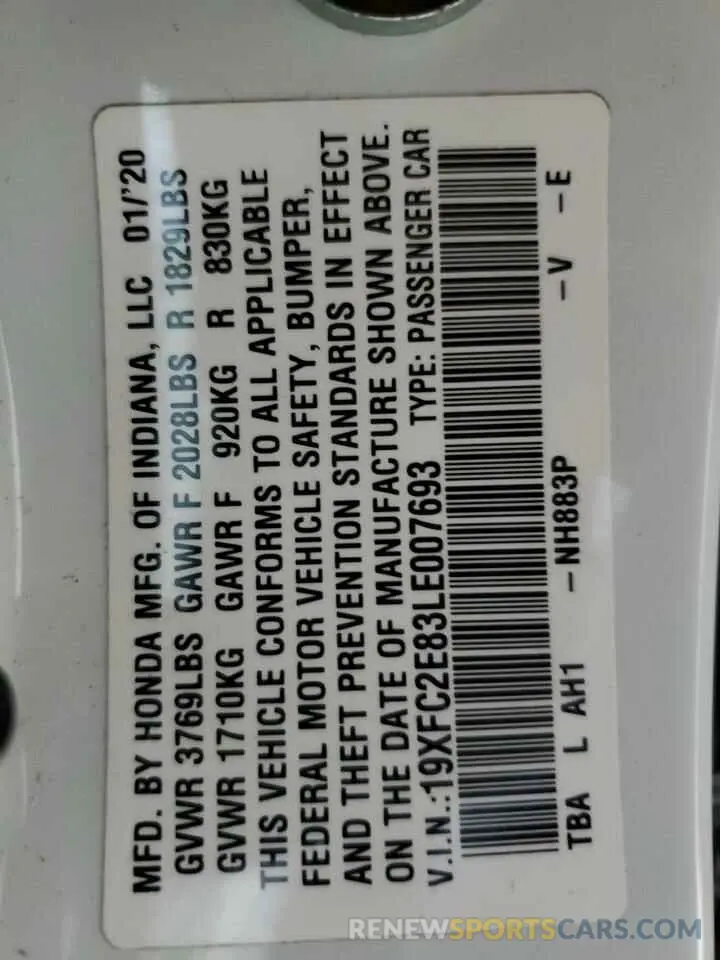 MFD. BY HONDA MFG. OF INDIANA, LLC 01/'20
GVWR 3769LBS GAWR F 2028LBS R 1829LBS
GVWR 1710KG GAWR F 920KG R 830KG
THIS VEHICLE CONFORMS TO ALL APPLICABLE
FEDERAL MOTOR VEHICLE SAFETY, BUMPER,
AND THEFT PREVENTION STANDARDS IN EFFECT
ON THE DATE OF MANUFACTURE SHOWN ABOVE.
V.I.N.:19XFC2E83LE007693 TYPE: PASSENGER CAR
TBA L AH1 –NH883P –V –E
RENEWSPORTSCARS.COM